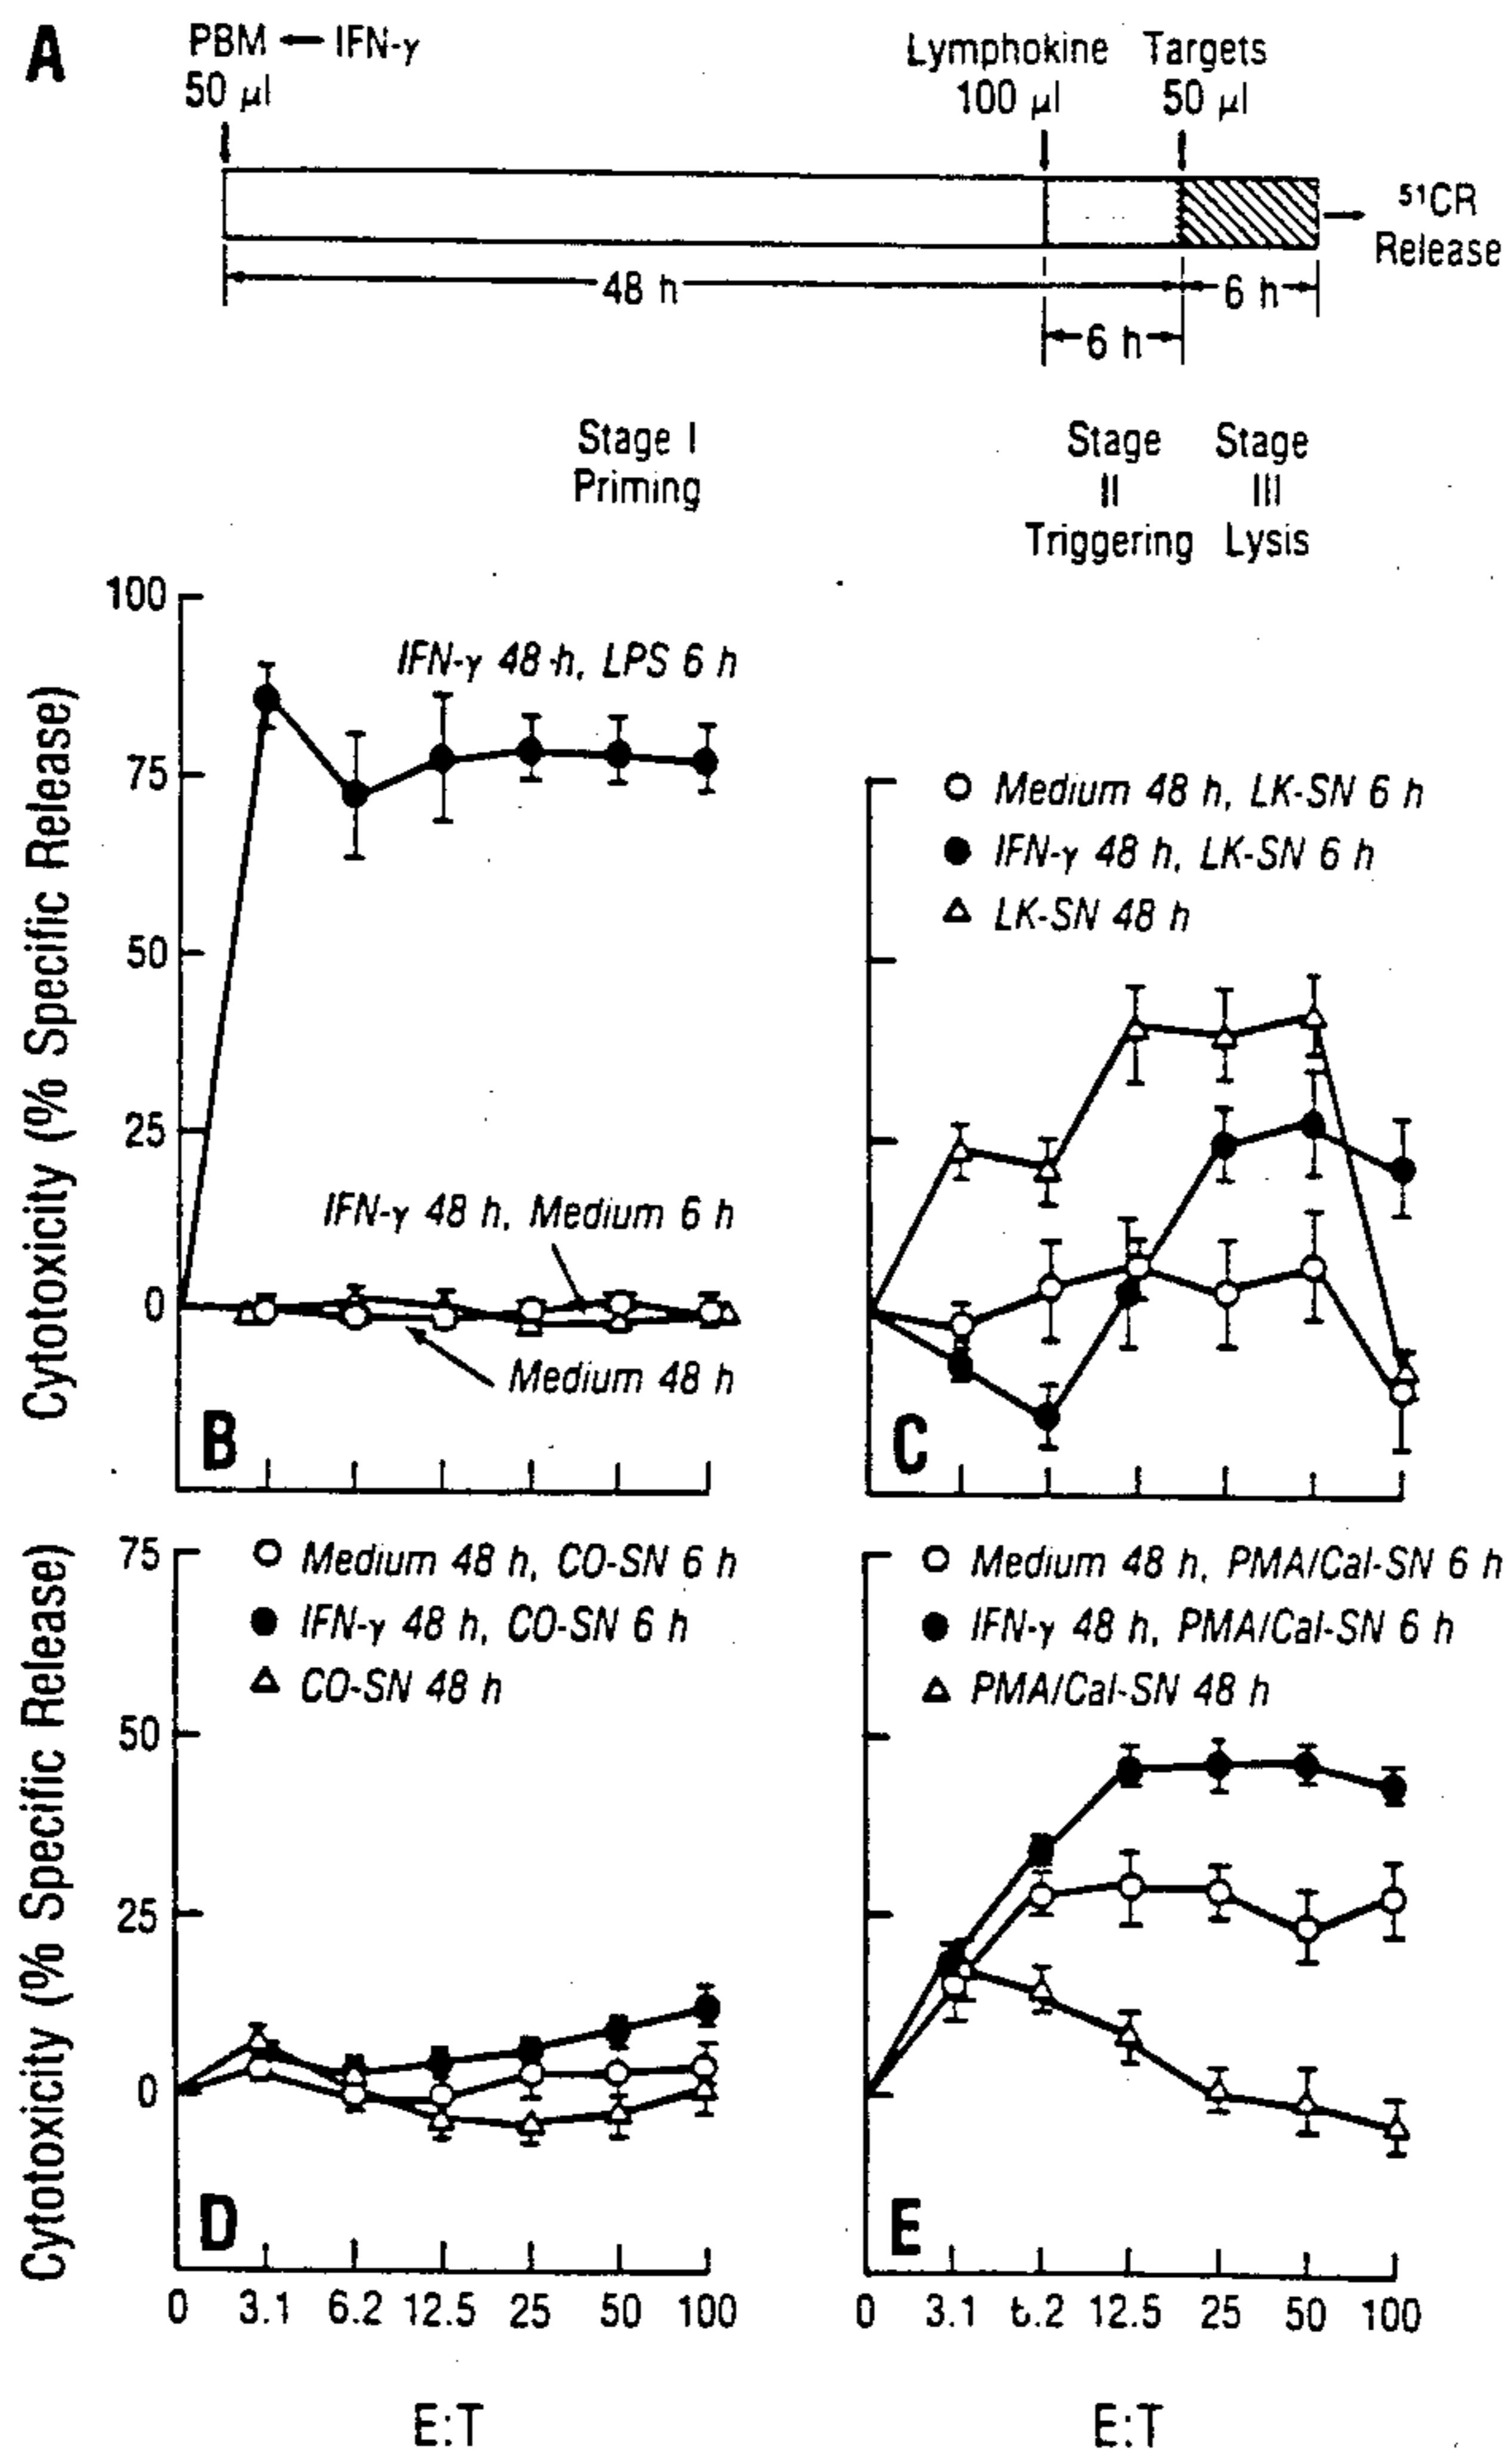 A
PBM ← IFN-γ
50 μl
Lymphokine Targets
100 μl 50 μl
51CR
Release
48 h
6 h
6 h
Stage I
Priming
Stage
II
Triggering
Stage
III
Lysis
Cytotoxicity (% Specific Release)
100
75
50
25
0
IFN-γ 48 h, LPS 6 h
IFN-γ 48 h, Medium 6 h
Medium 48 h
B
Medium 48 h, LK-SN 6 h
IFN-γ 48 h, LK-SN 6 h
LK-SN 48 h
C
Cytotoxicity (% Specific Release)
75
50
25
0
Medium 48 h, CO-SN 6 h
IFN-γ 48 h, CO-SN 6 h
CO-SN 48 h
D
0 3.1 6.2 12.5 25 50 100
E:T
Medium 48 h, PMA/Cal-SN 6 h
IFN-γ 48 h, PMA/Cal-SN 6 h
PMA/Cal-SN 48 h
E
0 3.1 6.2 12.5 25 50 100
E:T